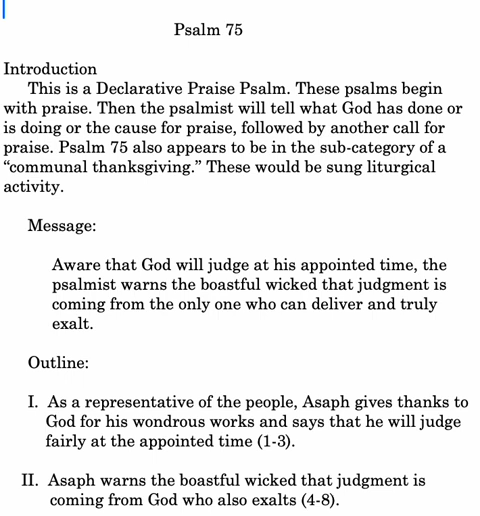 Psalm 75
Introduction
This is a Declarative Praise Psalm. These psalms begin
with praise. Then the psalmist will tell what God has done or
is doing or the cause for praise, followed by another call for
praise. Psalm 75 also appears to be in the sub-category of a
“communal thanksgiving.” These would be sung liturgical
activity.
Message:
Aware that God will judge at his appointed time, the
psalmist warns the boastful wicked that judgment is
coming from the only one who can deliver and truly
exalt.
Outline:
I. As a representative of the people, Asaph gives thanks to
God for his wondrous works and says that he will judge
fairly at the appointed time (1-3).
II. Asaph warns the boastful wicked that judgment is
coming from God who also exalts (4-8).